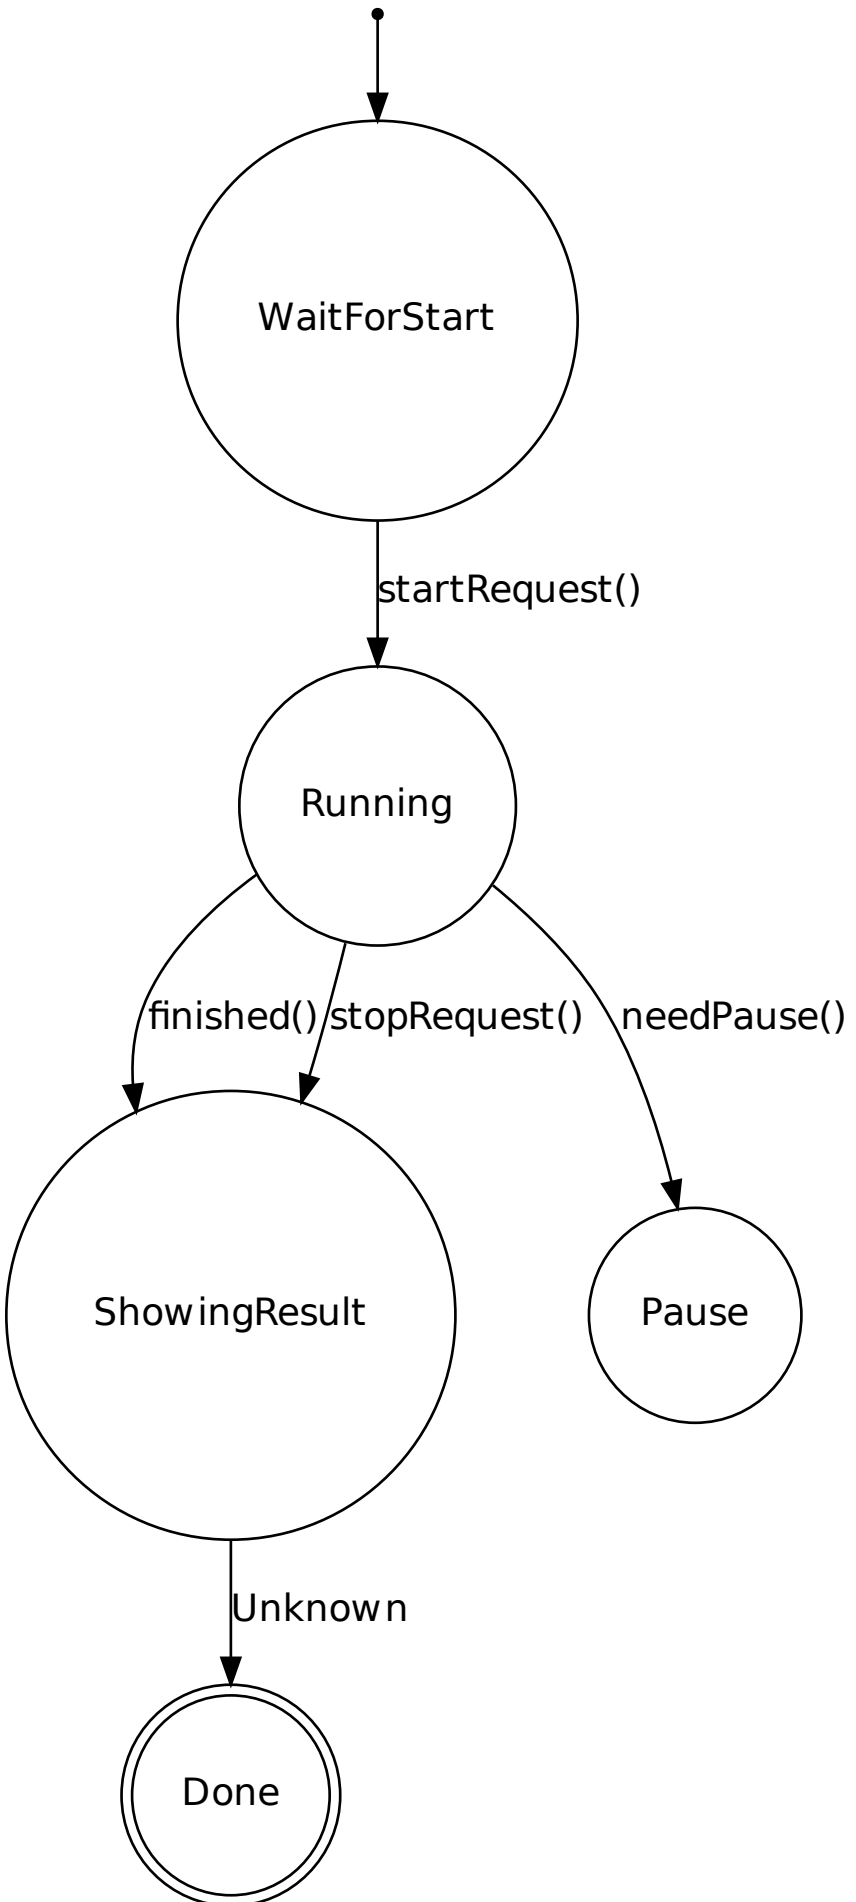 WaitForStart
startRequest()
Running
finished()
stopRequest()
needPause()
ShowingResult
Pause
Unknown
Done